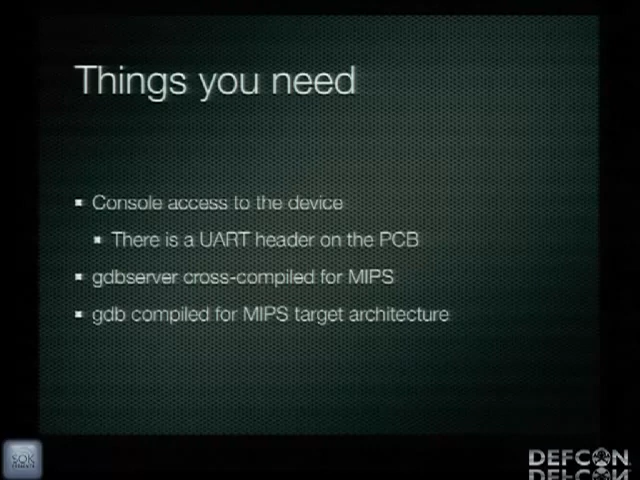 Things you need
Console access to the device
There is a UART header on the PCB
gdbserver cross-compiled for MIPS
gdb compiled for MIPS target architecture
SOK
DEFCON